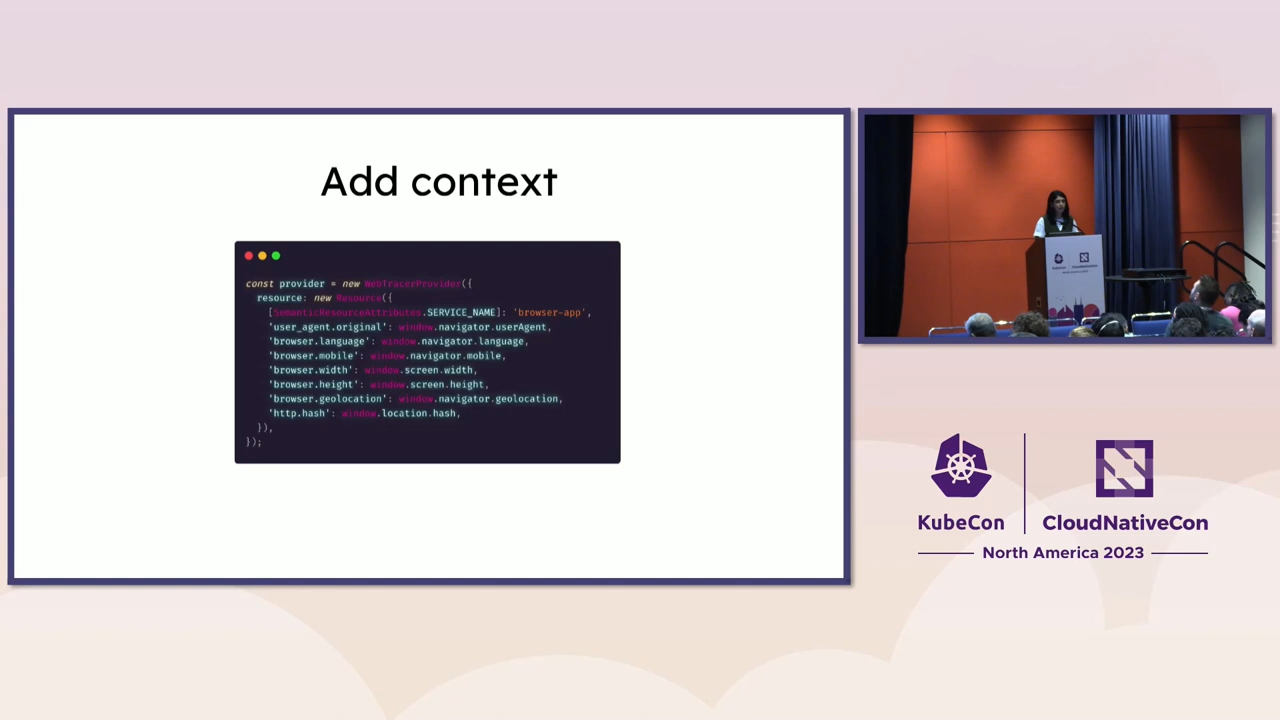 Add context
const provider = new WebTracerProvider({
resource: new Resource({
[SemanticResourceAttributes.SERVICE_NAME]: 'browser-app',
'user_agent.original': window.navigator.userAgent,
'browser.language': window.navigator.language,
'browser.mobile': window.navigator.mobile,
'browser.width': window.screen.width,
'browser.height': window.screen.height,
'browser.geolocation': window.navigator.geolocation,
'http.hash': window.location.hash,
}),
});
KubeCon
CloudNativeCon
North America 2023